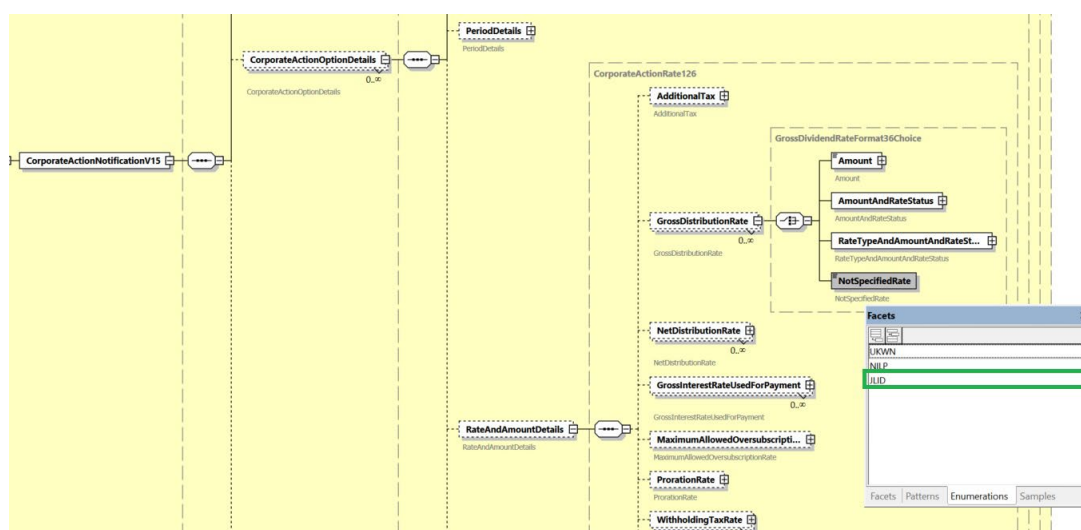 PeriodDetails
PeriodDetails
CorporateActionOptionDetails
0..∞
CorporateActionOptionDetails
CorporateActionRate126
AdditionalTax
AdditionalTax
GrossDividendRateFormat36Choice
CorporateActionNotificationV15
Amount
Amount
AmountAndRateStatus
AmountAndRateStatus
GrossDistributionRate
0..∞
GrossDistributionRate
RateTypeAndAmountAndRateSt...
RateTypeAndAmountAndRateStatus
NotSpecifiedRate
NotSpecifiedRate
Facets
UKWN
NILP
JLID
NetDistributionRate
0..∞
NetDistributionRate
GrossInterestRateUsedForPayment
0..∞
GrossInterestRateUsedForPayment
RateAndAmountDetails
RateAndAmountDetails
MaximumAllowedOversubscripti...
MaximumAllowedOversubscriptionRate
ProrationRate
ProrationRate
Facets Patterns Enumerations Samples
WithholdingTaxRate